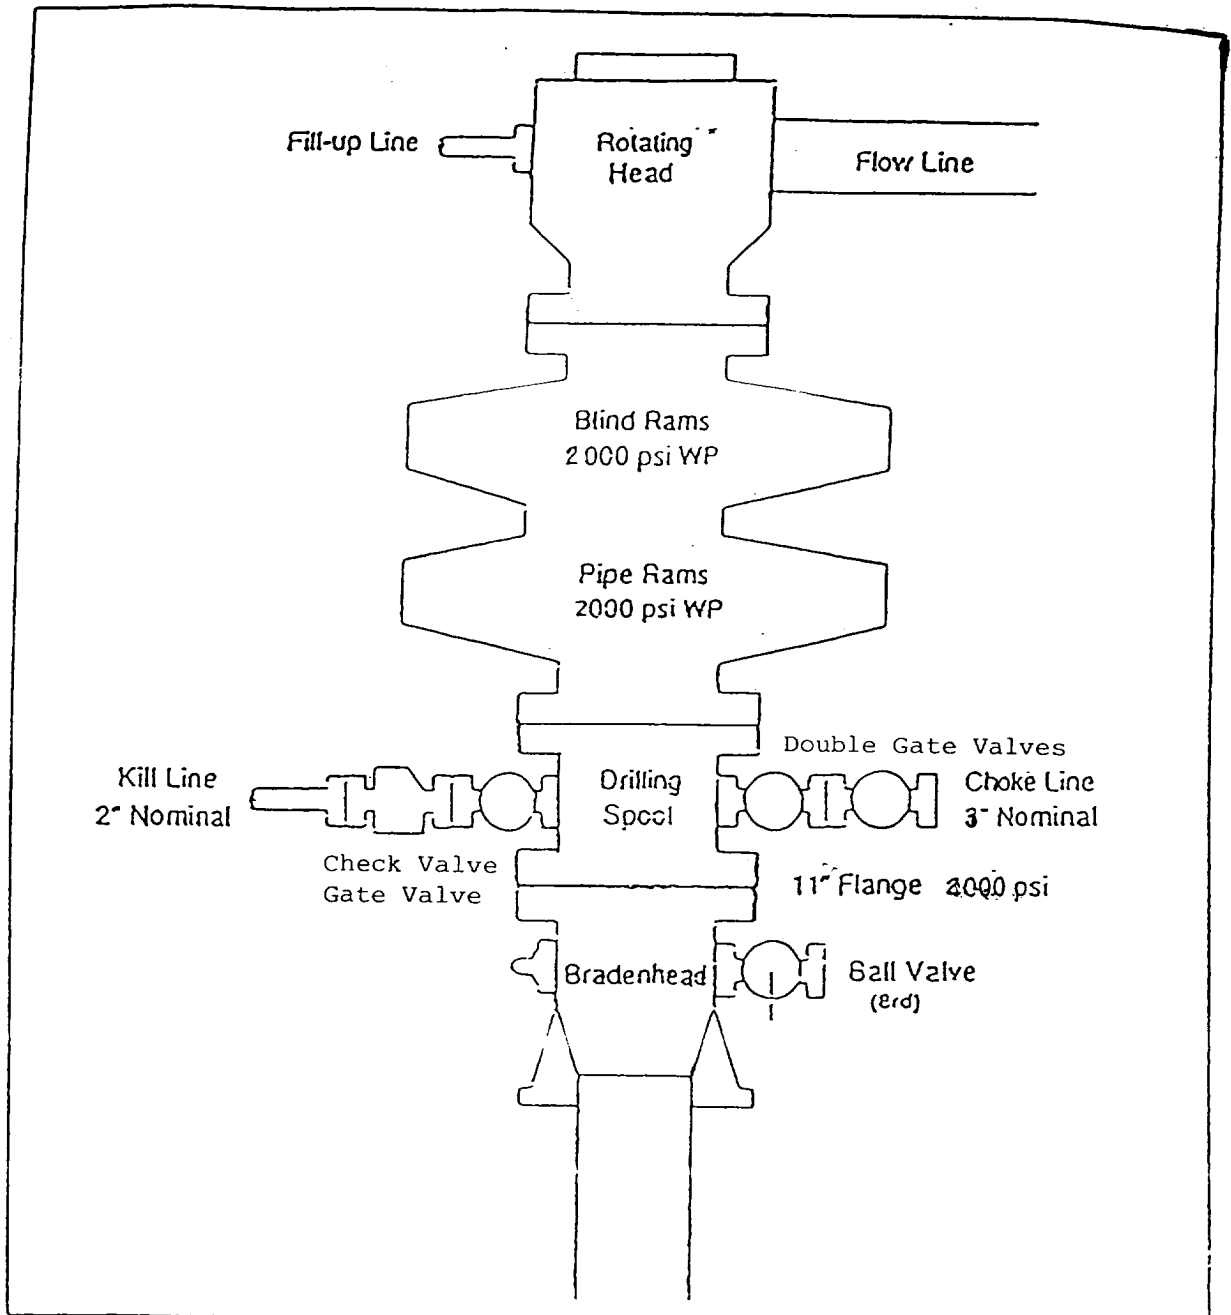 Fill-up Line
Rotating
Head
Flow Line
Blind Rams
2000 psi WP
Pipe Rams
2000 psi WP
Double Gate Valves
Kill Line
2" Nominal
Drilling
Spool
Choke Line
3" Nominal
Check Valve
Gate Valve
11" Flange 2000 psi
Bradenhead
Ball Valve
(8rd)